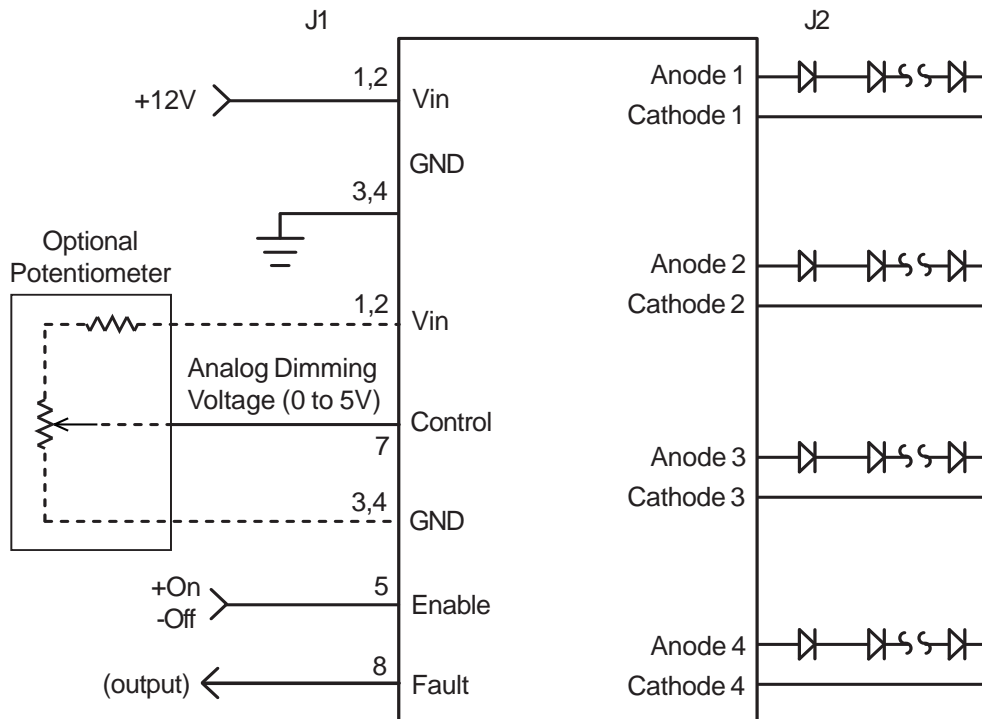 J1
J2
+12V
1,2
Vin
GND
3,4
Optional
Potentiometer
1,2
Vin
Analog Dimming
Voltage (0 to 5V)
Control
7
3,4
GND
+On
-Off
5
Enable
(output)
8
Fault
Anode 1
Cathode 1
Anode 2
Cathode 2
Anode 3
Cathode 3
Anode 4
Cathode 4